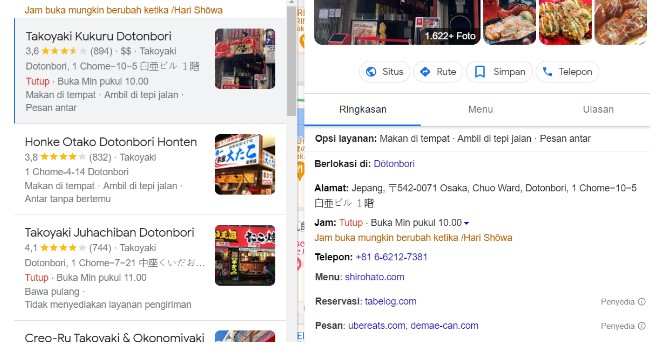 Jam buka mungkin berubah ketika /Hari Shōwa
Takoyaki Kukuru Dotonbori
3,6 (894) · $$ · Takoyaki
Dotonbori, 1 Chome−10−5 白亜ビル １階
Tutup · Buka Min pukul 10.00
Makan di tempat · Ambil di tepi jalan ·
Pesan antar
Honke Otako Dotonbori Honten
3,8 (832) · Takoyaki
1 Chome-4-14 Dotonbori
Makan di tempat · Ambil di tepi jalan ·
Antar tanpa bertemu
Takoyaki Juhachiban Dotonbori
4,1 (744) · Takoyaki
Dotonbori, 1 Chome−7−21 中座くいだお...
Tutup · Buka Min pukul 11.00
Bawa pulang ·
Tidak menyediakan layanan pengiriman
Creo-Ru Takoyaki & Okonomiyaki
1.622+ Foto
Situs
Rute
Simpan
Telepon
Ringkasan
Menu
Ulasan
Opsi layanan: Makan di tempat · Ambil di tepi jalan · Pesan antar
Berlokasi di: Dōtonbori
Alamat: Jepang, 〒542-0071 Osaka, Chuo Ward, Dotonbori, 1 Chome−10−5
白亜ビル １階
Jam: Tutup · Buka Min pukul 10.00
Jam buka mungkin berubah ketika /Hari Shōwa
Telepon: +81 6-6212-7381
Menu: shirohato.com
Reservasi: tabelog.com
Penyedia
Pesan: ubereats.com, demae-can.com
Penyedia